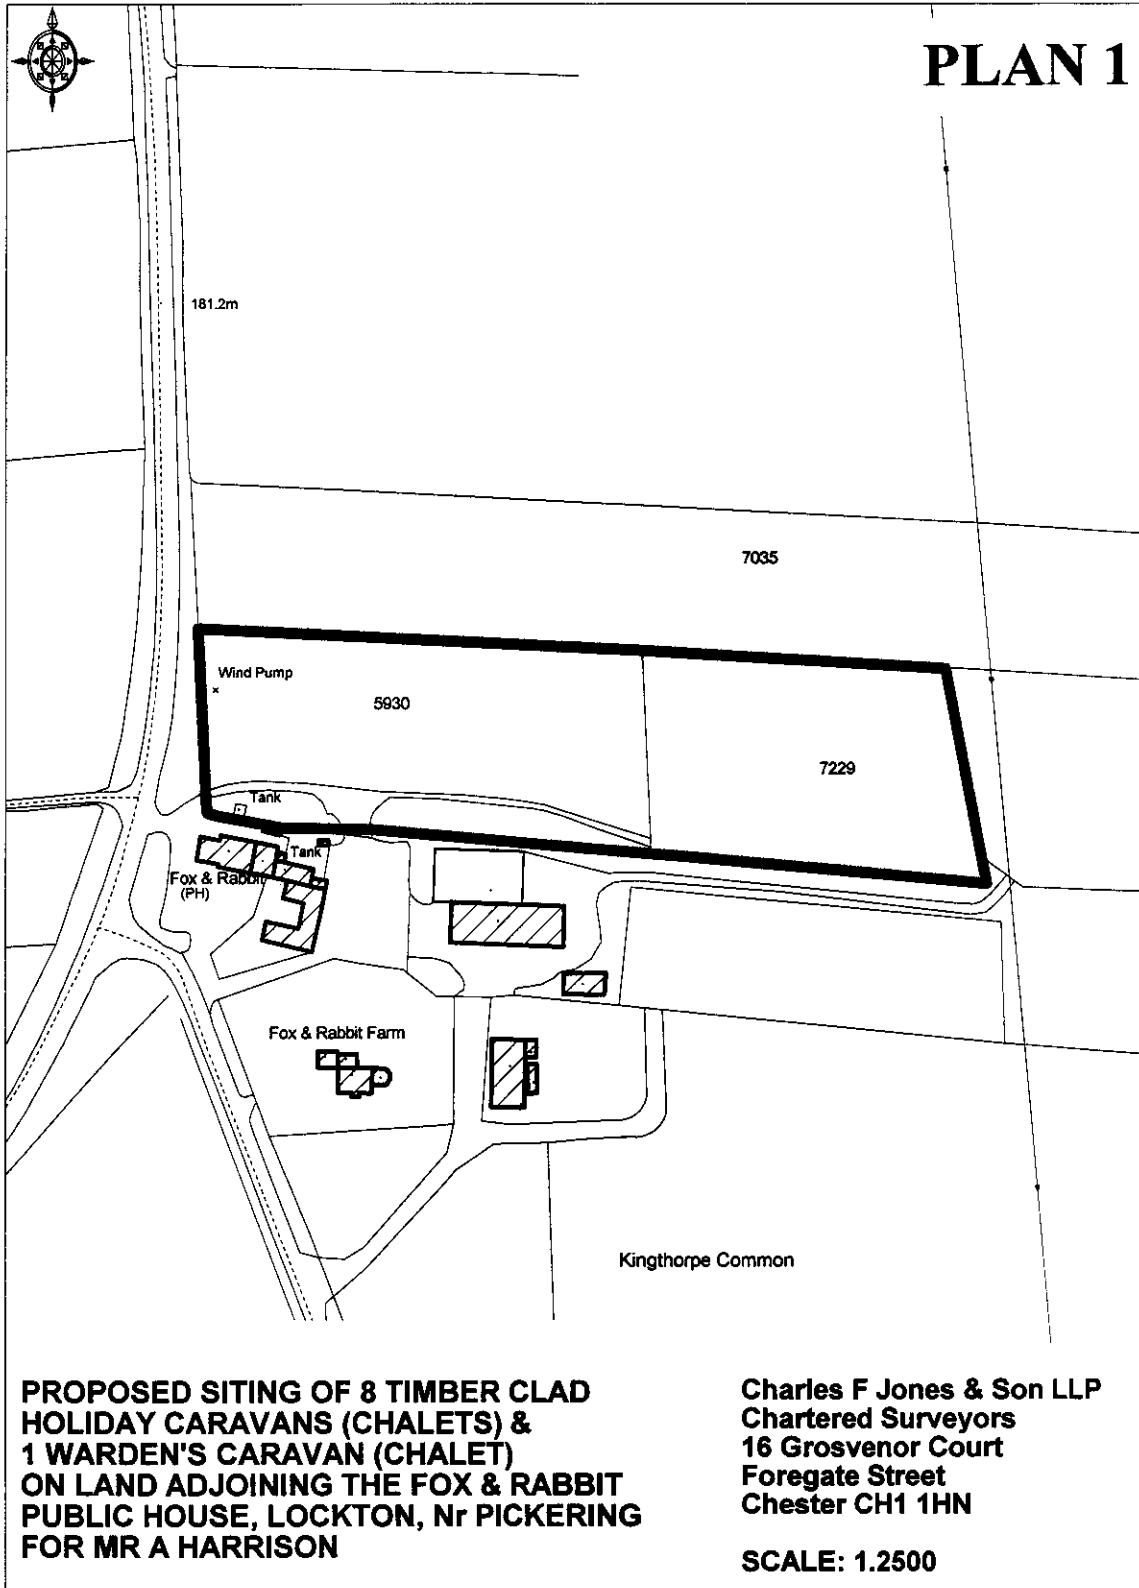 PLAN 1
181.2m
7035
Wind Pump
5930
7229
Tank
Tank
Fox & Rabbit
(PH)
Fox & Rabbit Farm
Kingthorpe Common
PROPOSED SITING OF 8 TIMBER CLAD
HOLIDAY CARAVANS (CHALETS) &
1 WARDEN'S CARAVAN (CHALET)
ON LAND ADJOINING THE FOX & RABBIT
PUBLIC HOUSE, LOCKTON, Nr PICKERING
FOR MR A HARRISON
Charles F Jones & Son LLP
Chartered Surveyors
16 Grosvenor Court
Foregate Street
Chester CH1 1HN
SCALE: 1.2500